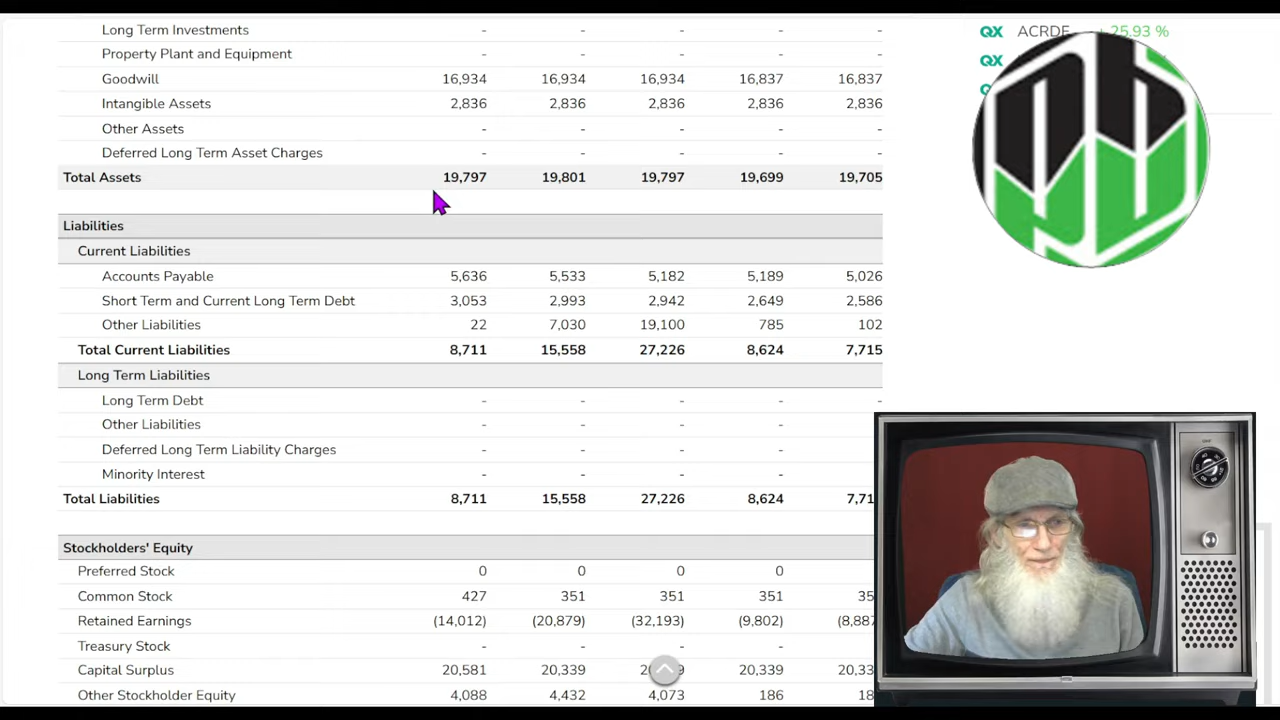 Long Term Investments - - - - -
QX ACRDF ++ 25.93 %
Property Plant and Equipment - - - - -
QX
Goodwill 16,934 16,934 16,934 16,837 16,837
Intangible Assets 2,836 2,836 2,836 2,836 2,836
Other Assets - - - - -
Deferred Long Term Asset Charges - - - - -
Total Assets 19,797 19,801 19,797 19,699 19,705
Liabilities
Current Liabilities
Accounts Payable 5,636 5,533 5,182 5,189 5,026
Short Term and Current Long Term Debt 3,053 2,993 2,942 2,649 2,586
Other Liabilities 22 7,030 19,100 785 102
Total Current Liabilities 8,711 15,558 27,226 8,624 7,715
Long Term Liabilities
Long Term Debt - - - - -
Other Liabilities - - - -
Deferred Long Term Liability Charges - - - -
Minority Interest - - - -
Total Liabilities 8,711 15,558 27,226 8,624
Stockholders' Equity
Preferred Stock 0 0 0 0
Common Stock 427 351 351 351
Retained Earnings (14,012) (20,879) (32,193) (9,802)
Treasury Stock - - - -
Capital Surplus 20,581 20,339 20,339
Other Stockholder Equity 4,088 4,432 4,073 186